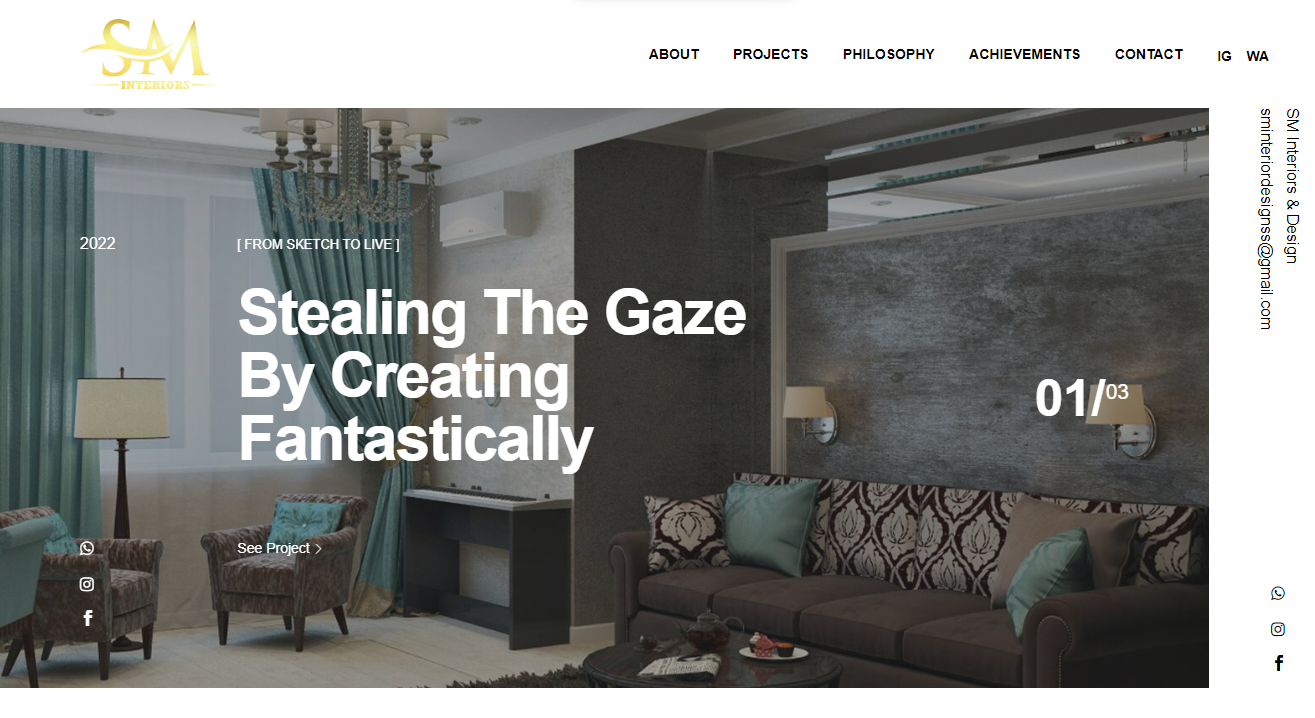 SM
INTERIORS
ABOUT
PROJECTS
PHILOSOPHY
ACHIEVEMENTS
CONTACT
IG
WA
2022
[ FROM SKETCH TO LIVE ]
Stealing The Gaze
By Creating
Fantastically
01/03
See Project
SM Interiors & Design
sminteriordesignss@gmail.com